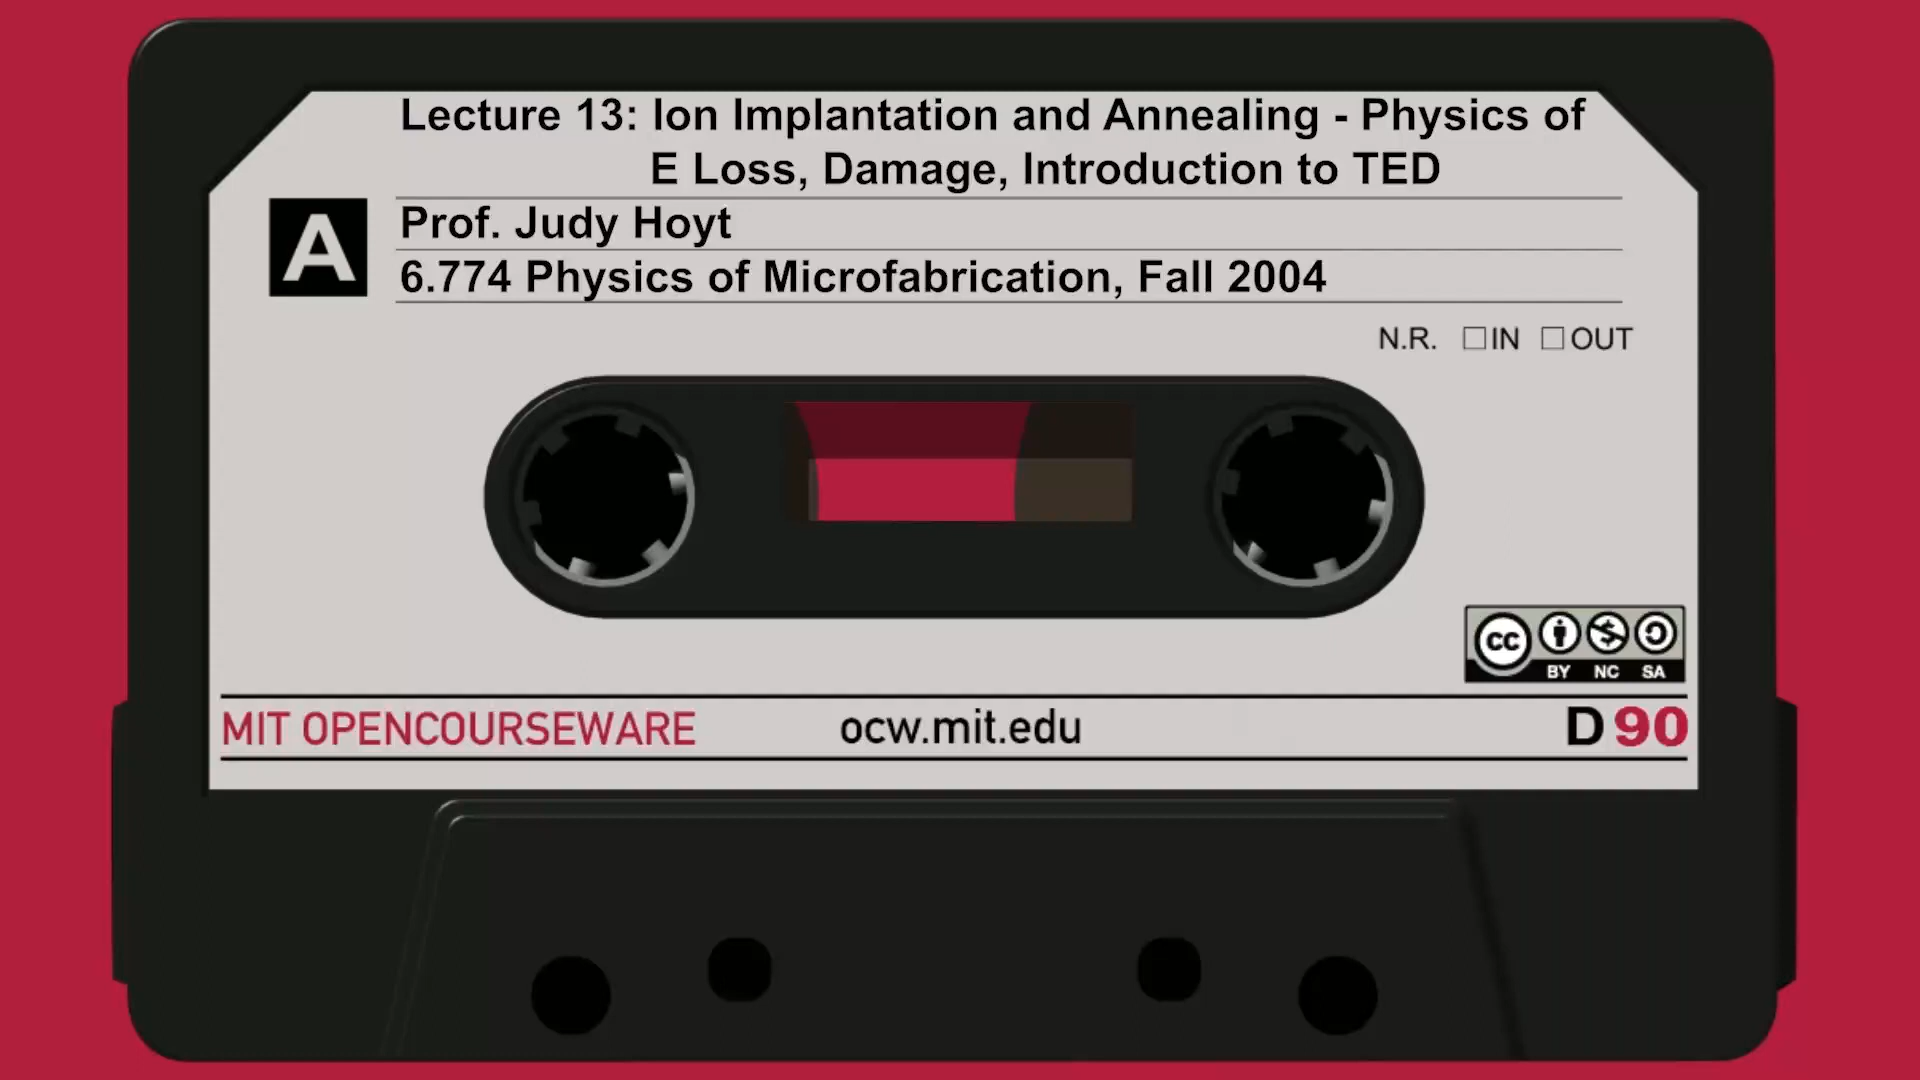 Lecture 13: Ion Implantation and Annealing - Physics of
E Loss, Damage, Introduction to TED
A
Prof. Judy Hoyt
6.774 Physics of Microfabrication, Fall 2004
N.R. IN OUT
cc
BY NC SA
MIT OPENCOURSEWARE ocw.mit.edu D 90